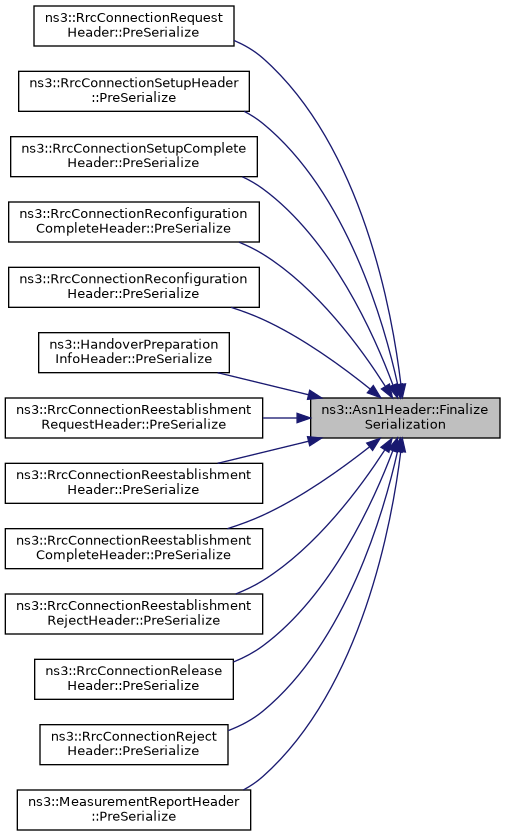 ns3::RrcConnectionRequest
Header::PreSerialize
ns3::RrcConnectionSetupHeader
::PreSerialize
ns3::RrcConnectionSetupComplete
Header::PreSerialize
ns3::RrcConnectionReconfiguration
CompleteHeader::PreSerialize
ns3::RrcConnectionReconfiguration
Header::PreSerialize
ns3::HandoverPreparation
InfoHeader::PreSerialize
ns3::RrcConnectionReestablishment
RequestHeader::PreSerialize
ns3::Asn1Header::Finalize
Serialization
ns3::RrcConnectionReestablishment
Header::PreSerialize
ns3::RrcConnectionReestablishment
CompleteHeader::PreSerialize
ns3::RrcConnectionReestablishment
RejectHeader::PreSerialize
ns3::RrcConnectionRelease
Header::PreSerialize
ns3::RrcConnectionReject
Header::PreSerialize
ns3::MeasurementReportHeader
::PreSerialize